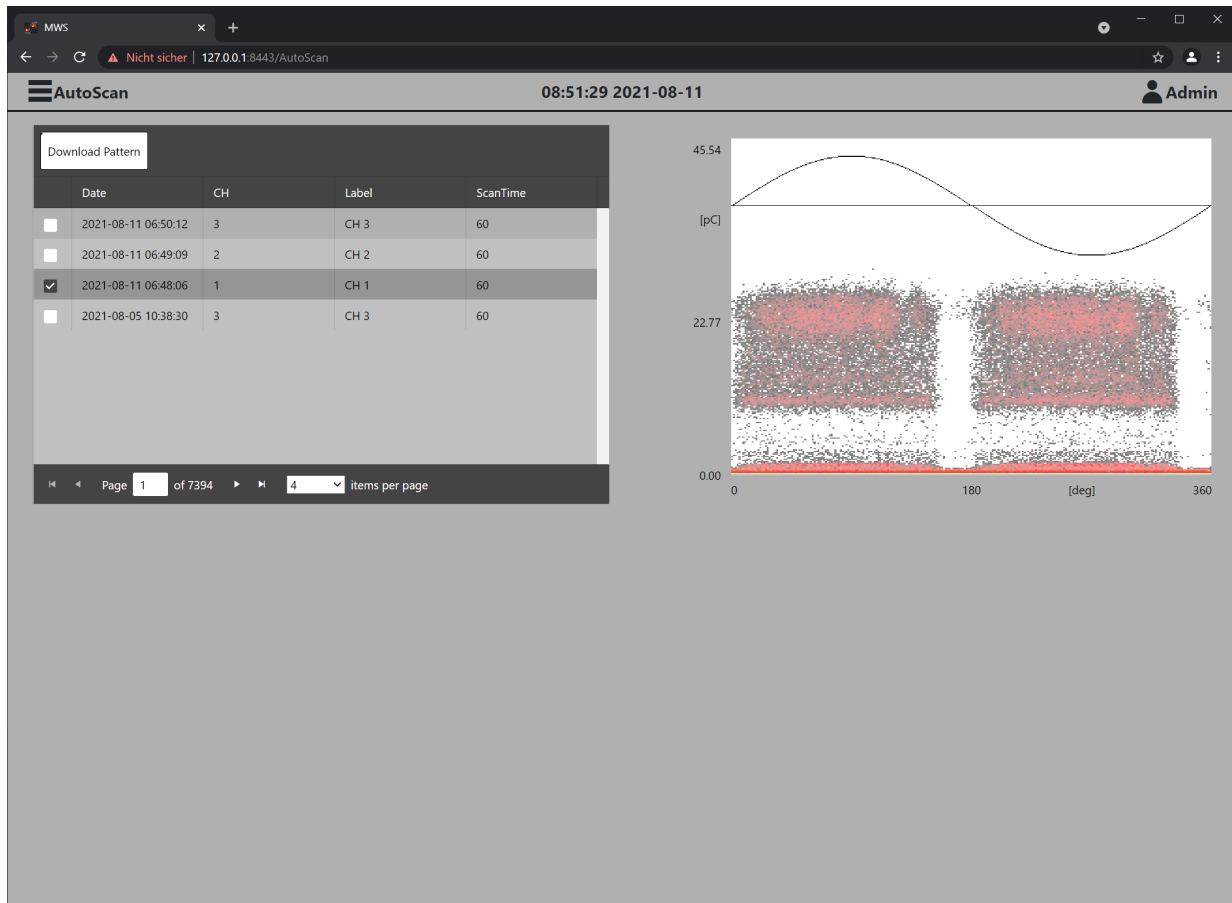 MWS
Nicht sicher 127.0.0.1:8443/AutoScan
AutoScan 08:51:29 2021-08-11 Admin
Download Pattern
Date CH Label ScanTime
2021-08-11 06:50:12 3 CH 3 60
2021-08-11 06:49:09 2 CH 2 60
2021-08-11 06:48:06 1 CH 1 60
2021-08-05 10:38:30 3 CH 3 60
Page 1 of 7394 4 items per page
45.54
[pC]
22.77
0.00
0 180 [deg] 360